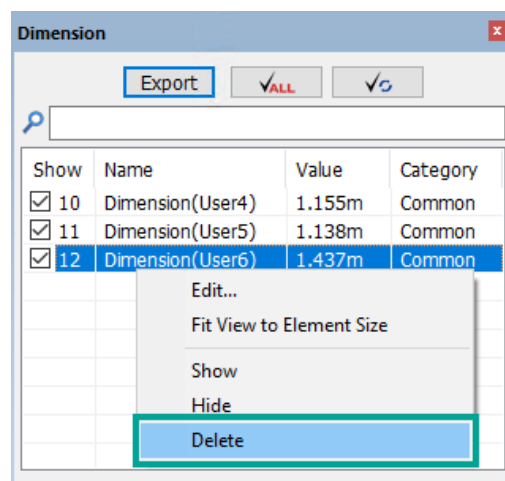 Dimension
Export ALL
Show Name Value Category
10 Dimension(User4) 1.155m Common
11 Dimension(User5) 1.138m Common
12 Dimension(User6) 1.437m Common
Edit...
Fit View to Element Size
Show
Hide
Delete